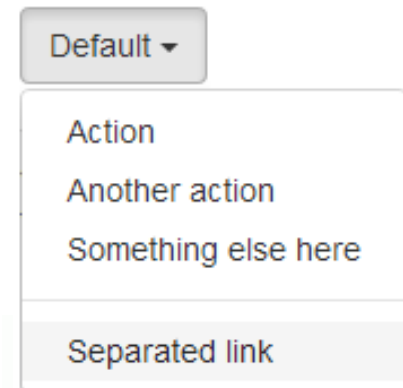 Default
Action
Another action
Something else here
Separated link